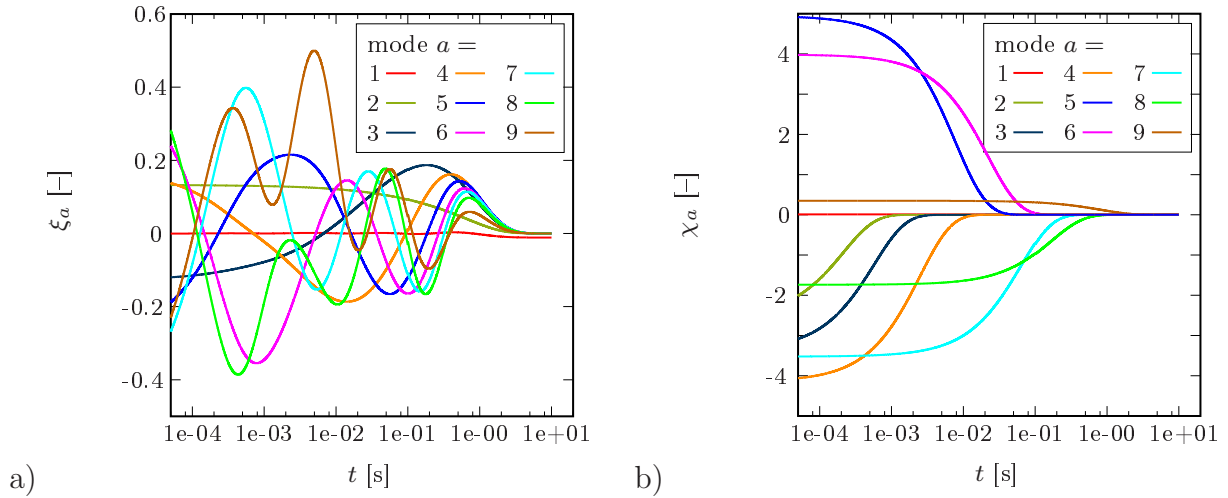 0.6
0.4
0.2
0
-0.2
-0.4
ξa [–]
mode a =
1 4 7
2 5 8
3 6 9
1e-04 1e-03 1e-02 1e-01 1e-00 1e+01
t [s]
a)
4
2
0
-2
-4
χa [–]
mode a =
1 4 7
2 5 8
3 6 9
1e-04 1e-03 1e-02 1e-01 1e-00 1e+01
t [s]
b)